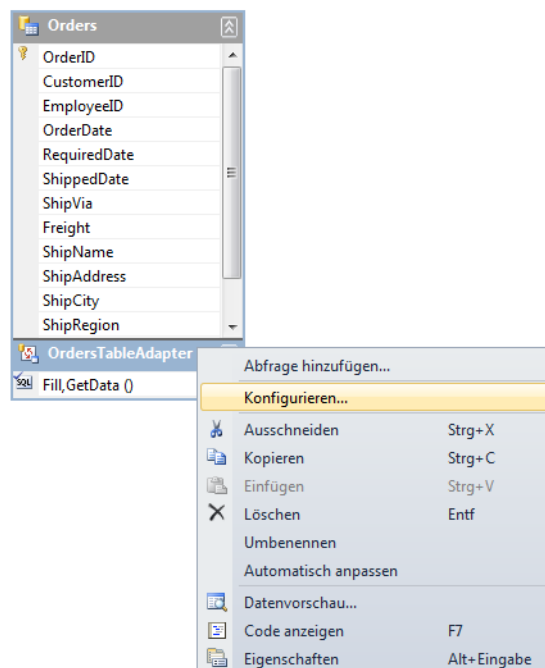 Orders
OrderID
CustomerID
EmployeeID
OrderDate
RequiredDate
ShippedDate
ShipVia
Freight
ShipName
ShipAddress
ShipCity
ShipRegion
OrdersTableAdapter
SQL Fill,GetData ()
Abfrage hinzufügen...
Konfigurieren...
Ausschneiden Strg+X
Kopieren Strg+C
Einfügen Strg+V
Löschen Entf
Umbenennen
Automatisch anpassen
Datenvorschau...
Code anzeigen F7
Eigenschaften Alt+Eingabe